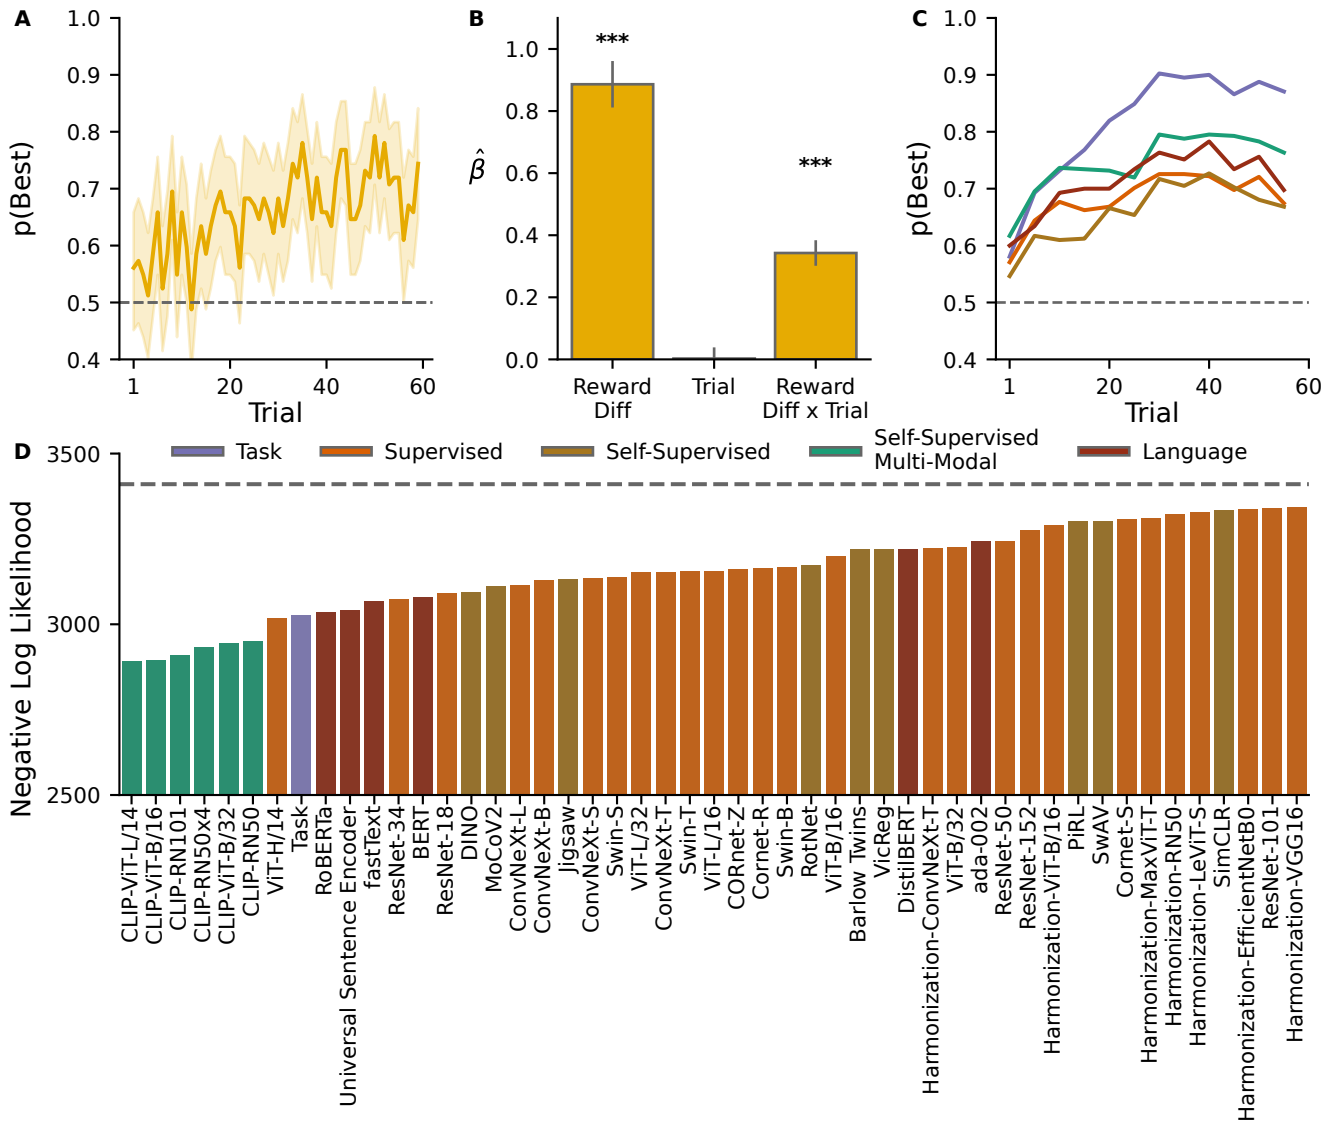 A
1.0
0.9
0.8
0.7
0.6
0.5
0.4
p(Best)
1
20
40
60
Trial
B
1.0
0.8
0.6
0.4
0.2
0.0
β̂
***
***
Reward
Diff
Trial
Reward
Diff x Trial
C
1.0
0.9
0.8
0.7
0.6
0.5
0.4
p(Best)
1
20
40
60
Trial
D
Task
Supervised
Self-Supervised
Self-Supervised
Multi-Modal
Language
3500
3000
2500
Negative Log Likelihood
CLIP-ViT-L/14
CLIP-ViT-B/16
CLIP-RN101
CLIP-RN50x4
CLIP-ViT-B/32
CLIP-RN50
ViT-H/14
Task
RoBERTa
Universal Sentence Encoder
fastText
ResNet-34
BERT
ResNet-18
DINO
MoCoV2
ConvNeXt-L
ConvNeXt-B
Jigsaw
ConvNeXt-S
Swin-S
ViT-L/32
ConvNeXt-T
Swin-T
ViT-L/16
CORnet-Z
Cornet-R
Swin-B
RotNet
ViT-B/16
Barlow Twins
VicReg
DistilBERT
Harmonization-ConvNeXt-T
ViT-B/32
ada-002
ResNet-50
ResNet-152
Harmonization-ViT-B/16
PiRL
SwAV
Cornet-S
Harmonization-MaxViT-T
Harmonization-RN50
Harmonization-LeViT-S
SimCLR
Harmonization-EfficientNetB0
ResNet-101
Harmonization-VGG16